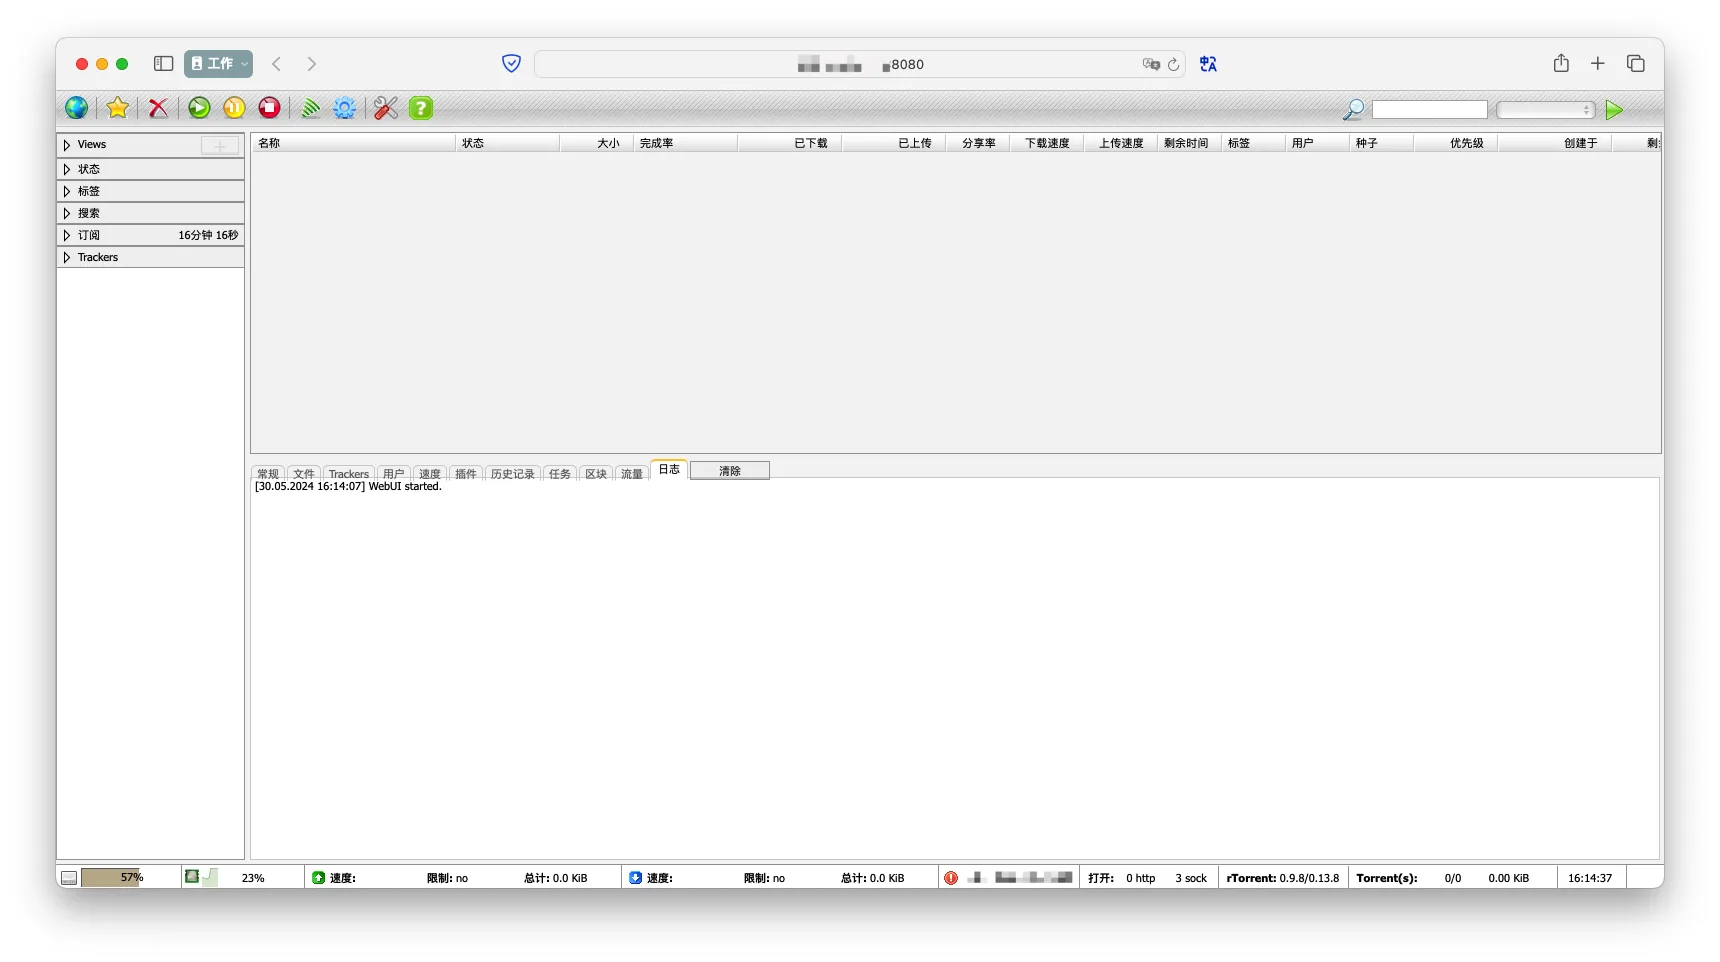 工作
8080
Views
状态
标签
搜索
订阅 16分钟 16秒
Trackers
名称 状态 大小 完成率 已下载 已上传 分享率 下载速度 上传速度 剩余时间 标签 用户 种子 优先级 创建于
常规 文件 Trackers 用户 速度 插件 历史记录 任务 区块 流量 日志 清除
[30.05.2024 16:14:07] WebUI started.
57% 23% 速度: 限制: no 总计: 0.0 KiB 速度: 限制: no 总计: 0.0 KiB 打开: 0 http 3 sock rTorrent: 0.9.8/0.13.8 Torrent(s): 0/0 0.00 KiB 16:14:37